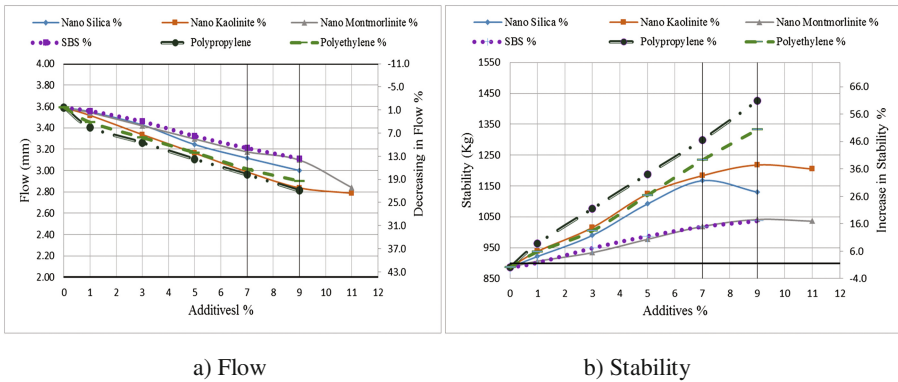 Nano Silica %
Nano Kaolinite %
Nano Montmorlinite %
SBS %
Polypropylene
Polyethylene %
4.00
3.80
3.60
3.40
3.20
3.00
2.80
2.60
2.40
2.20
2.00
Flow (mm)
-11.0
-5.0
1.0
7.0
13.0
19.0
25.0
31.0
37.0
43.0
Decreasing in Flow %
0 1 2 3 4 5 6 7 8 9 10 11 12
Additivesl %
a) Flow
Nano Silica %
Nano Kaolinite %
Nano Montmorlinite %
SBS %
Polypropylene %
Polyethylene %
1550
1450
1350
1250
1150
1050
950
850
Stability (Kg)
66.0
56.0
46.0
36.0
26.0
16.0
6.0
-4.0
Increase in Stability %
0 1 2 3 4 5 6 7 8 9 10 11 12
Additives %
b) Stability